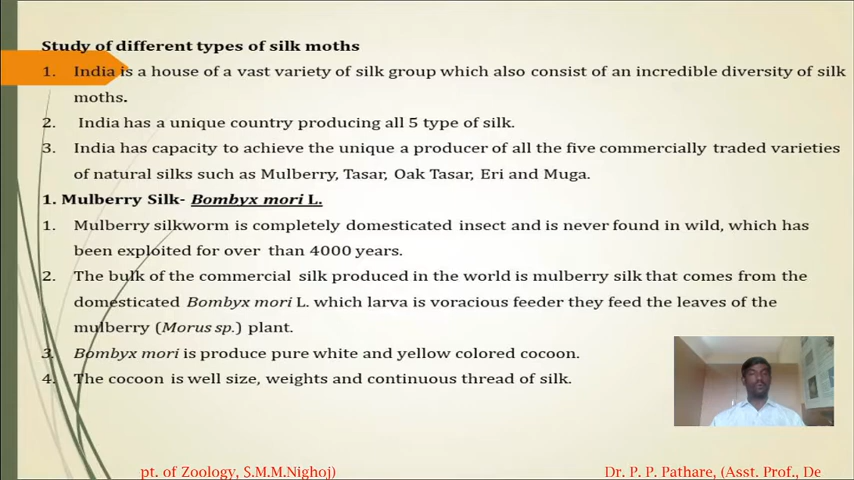 Study of different types of silk moths
1. India is a house of a vast variety of silk group which also consist of an incredible diversity of silk
moths.
2. India has a unique country producing all 5 type of silk.
3. India has capacity to achieve the unique a producer of all the five commercially traded varieties
of natural silks such as Mulberry, Tasar, Oak Tasar, Eri and Muga.
1. Mulberry Silk- Bombyx mori L.
1. Mulberry silkworm is completely domesticated insect and is never found in wild, which has
been exploited for over than 4000 years.
2. The bulk of the commercial silk produced in the world is mulberry silk that comes from the
domesticated Bombyx mori L. which larva is voracious feeder they feed the leaves of the
mulberry (Morus sp.) plant.
3. Bombyx mori is produce pure white and yellow colored cocoon.
4. The cocoon is well size, weights and continuous thread of silk.
pt. of Zoology, S.M.M.Nighoj) Dr. P. P. Pathare, (Asst. Prof., De